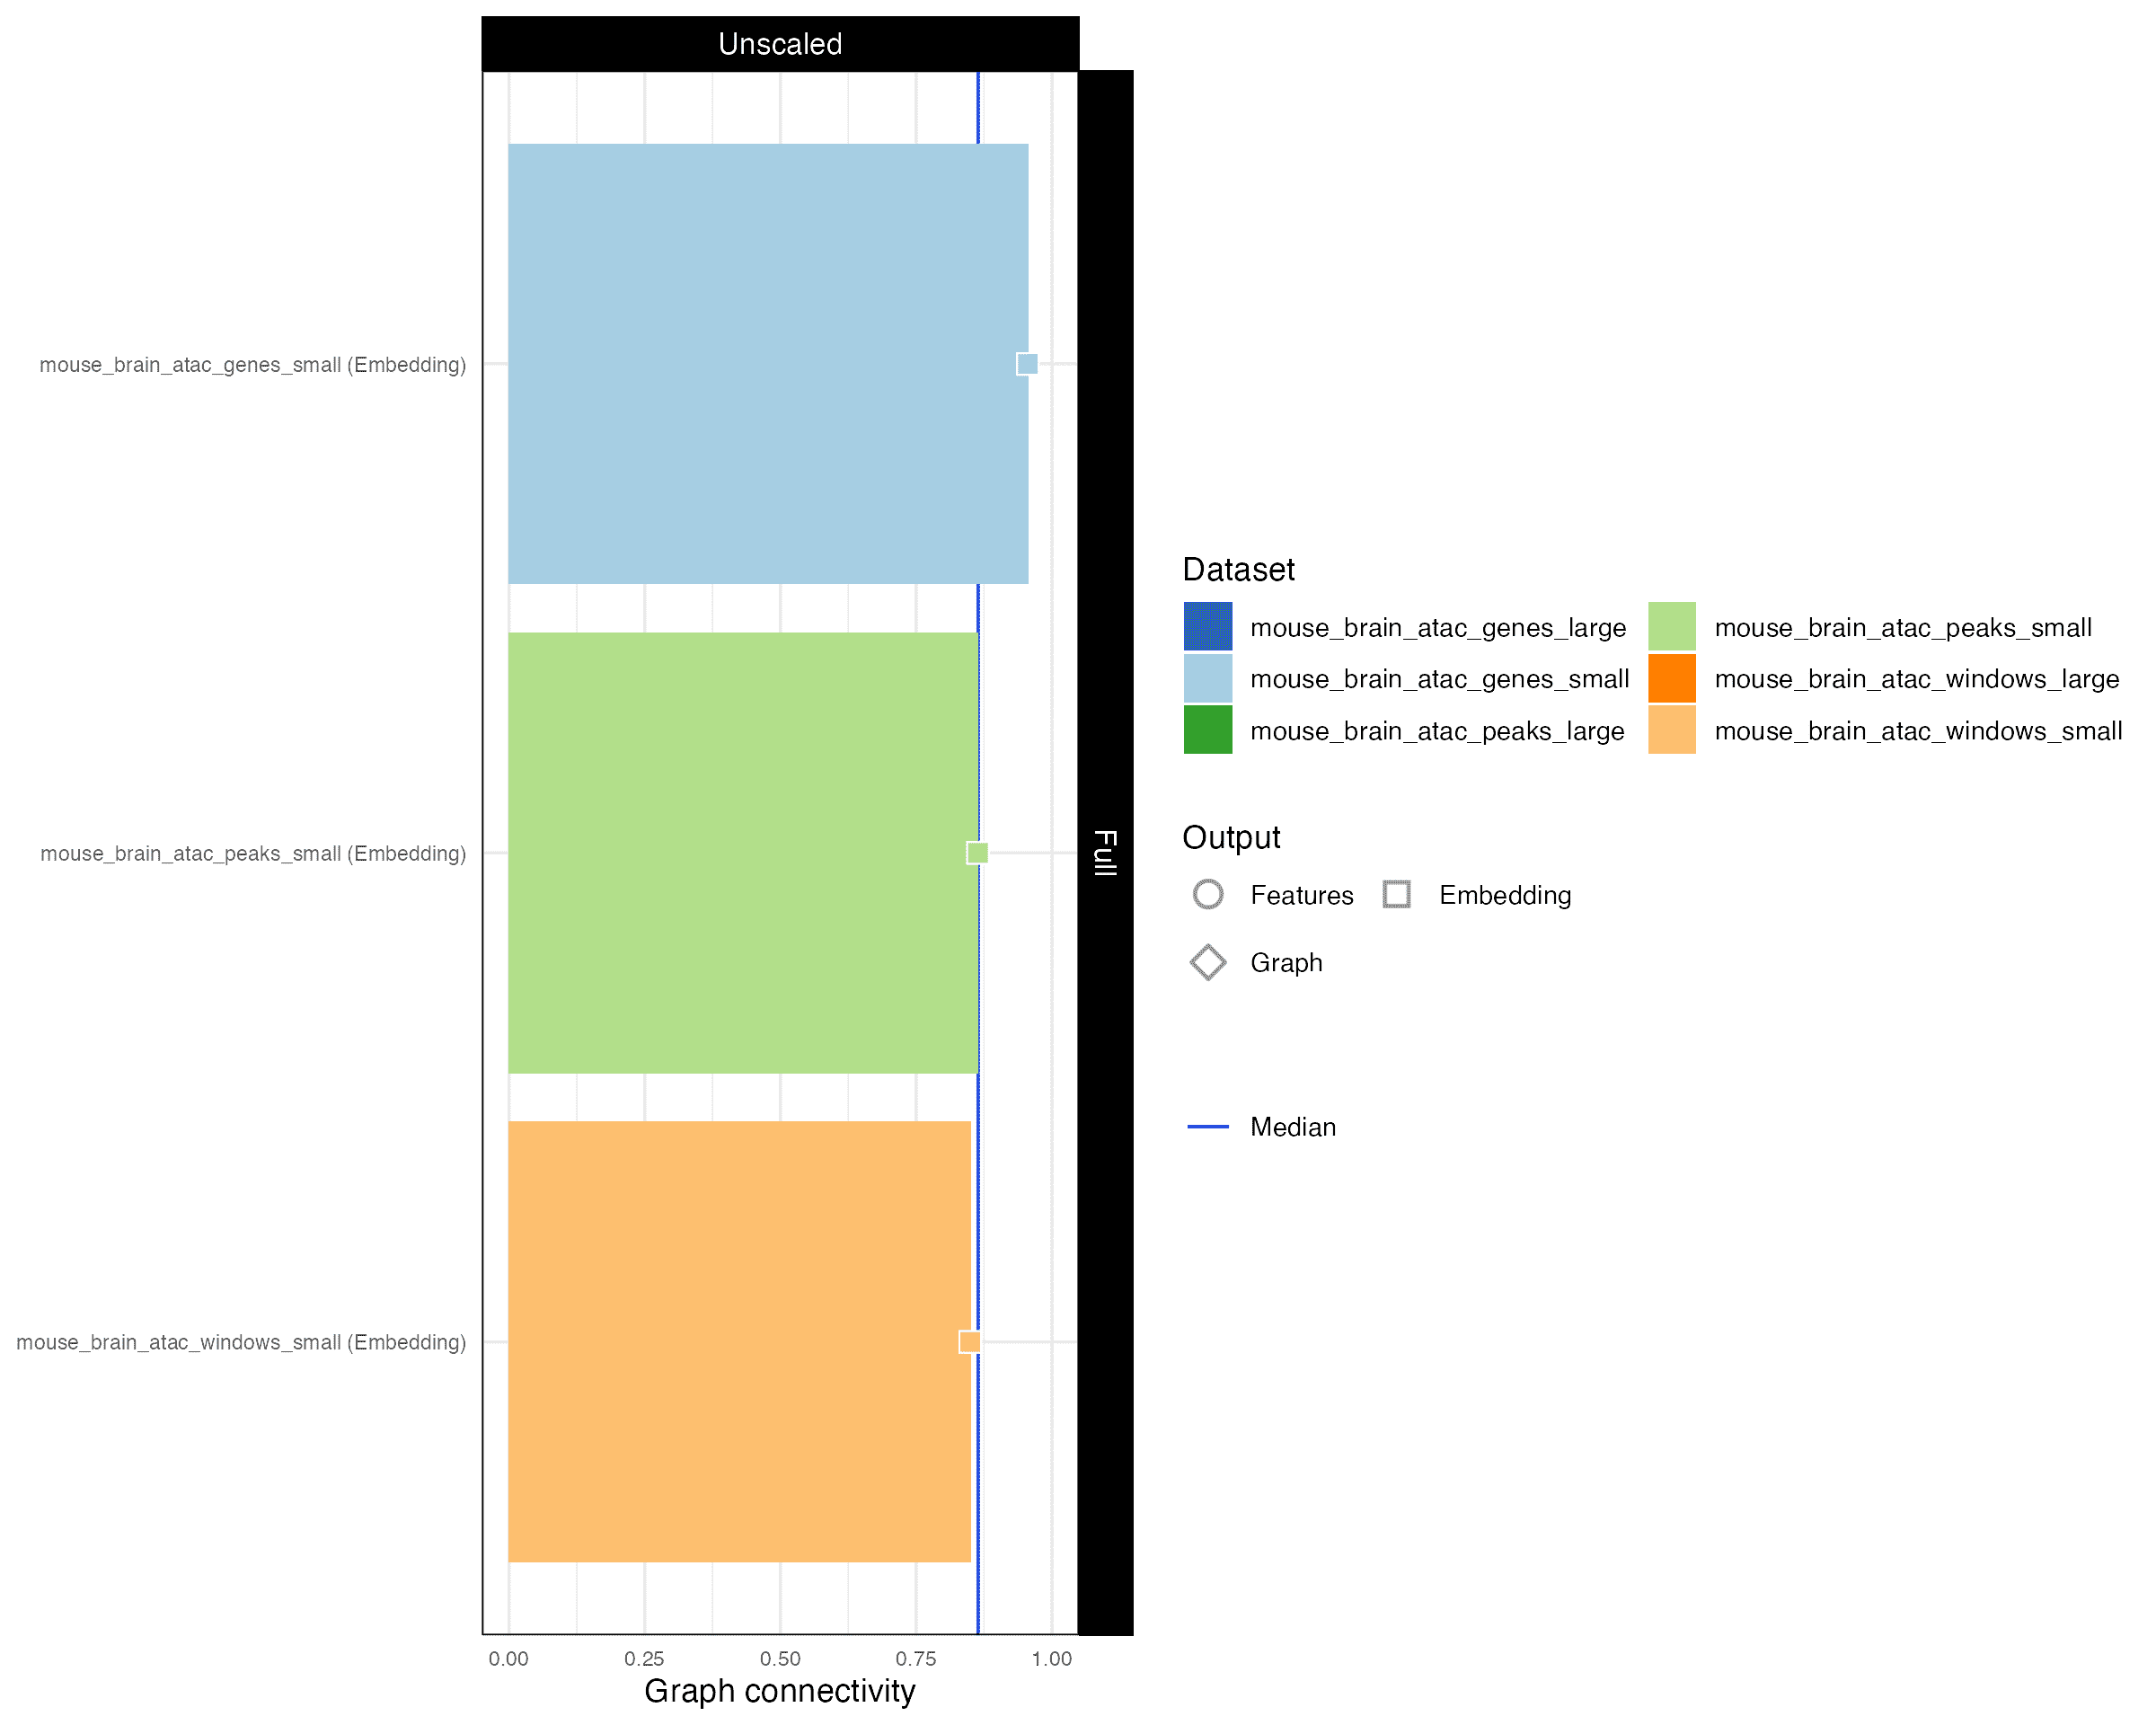 Unscaled
mouse_brain_atac_genes_small (Embedding)
mouse_brain_atac_peaks_small (Embedding)
mouse_brain_atac_windows_small (Embedding)
Full
0.00 0.25 0.50 0.75 1.00
Graph connectivity
Dataset
mouse_brain_atac_genes_large mouse_brain_atac_peaks_small
mouse_brain_atac_genes_small mouse_brain_atac_windows_large
mouse_brain_atac_peaks_large mouse_brain_atac_windows_small
Output
Features Embedding
Graph
Median